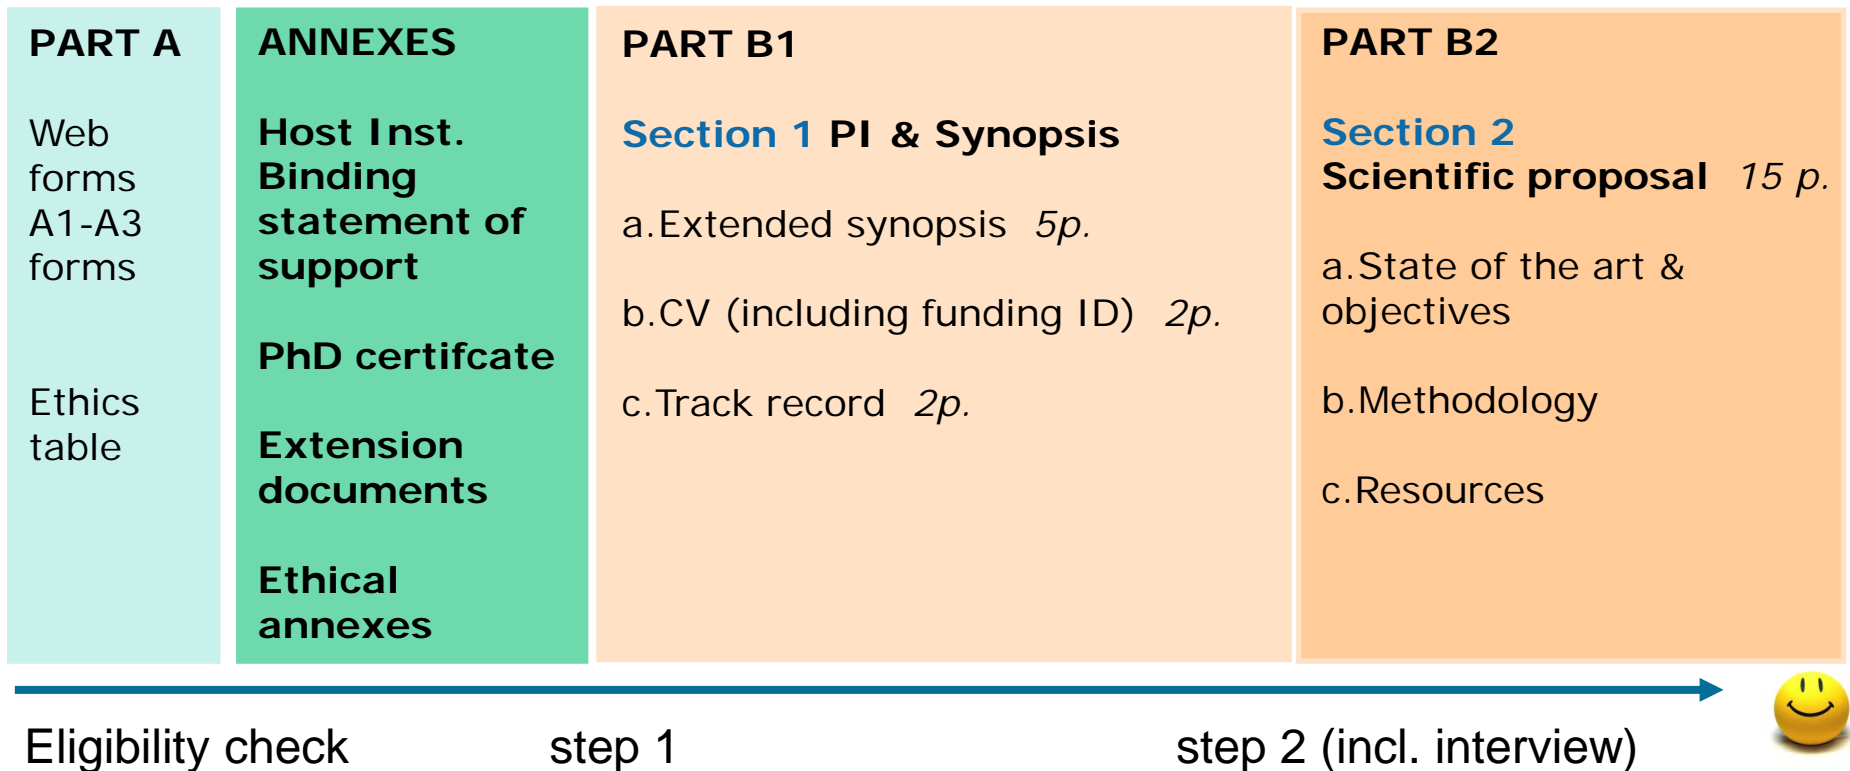 PART A
Web
forms
A1-A3
forms
Ethics
table
ANNEXES
Host Inst.
Binding
statement of
support
PhD certifcate
Extension
documents
Ethical
annexes
PART B1
Section 1 PI & Synopsis
a.Extended synopsis 5p.
b.CV (including funding ID) 2p.
c.Track record 2p.
PART B2
Section 2
Scientific proposal 15 p.
a.State of the art &
objectives
b.Methodology
c.Resources
Eligibility check
step 1
step 2 (incl. interview)